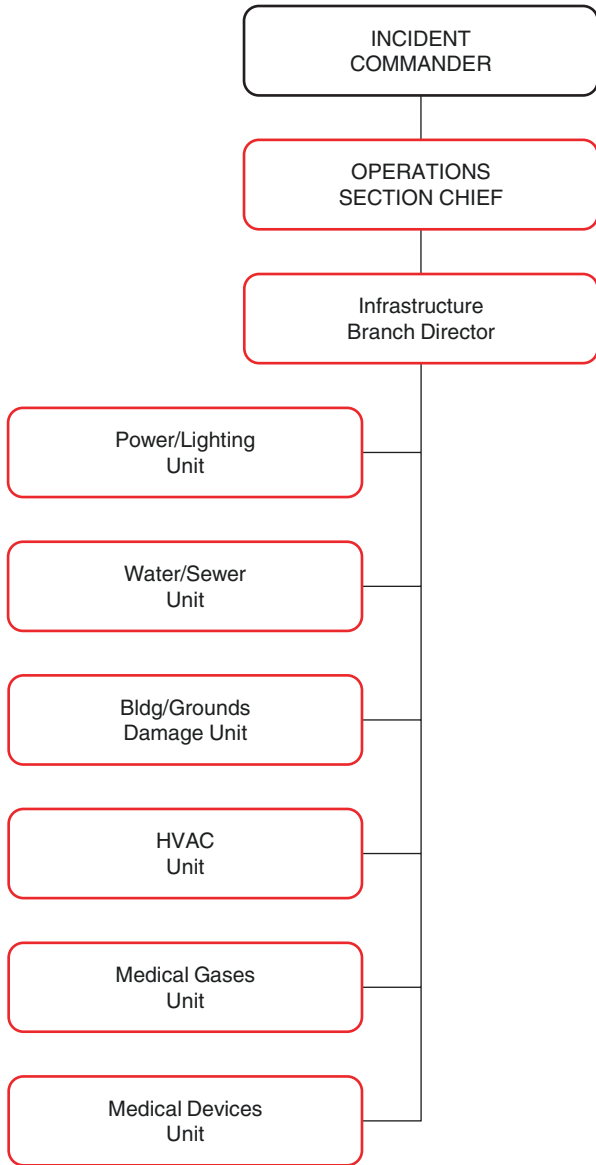 INCIDENT
COMMANDER
OPERATIONS
SECTION CHIEF
Infrastructure
Branch Director
Power/Lighting
Unit
Water/Sewer
Unit
Bldg/Grounds
Damage Unit
HVAC
Unit
Medical Gases
Unit
Medical Devices
Unit